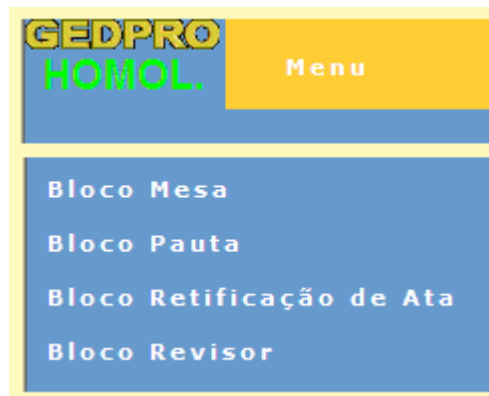 GEDPRO
HOMOL.
Menu
Bloco Mesa
Bloco Pauta
Bloco Retificação de Ata
Bloco Revisor